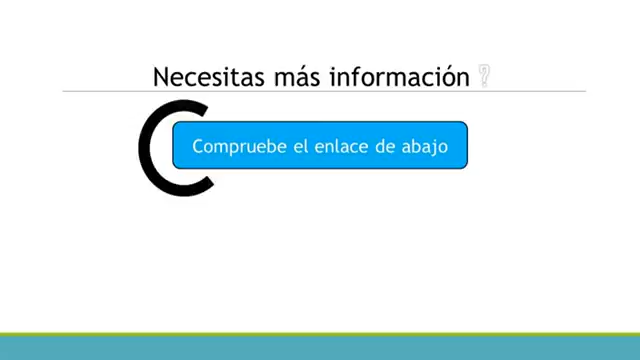 Necesitas más información ?
Compruebe el enlace de abajo